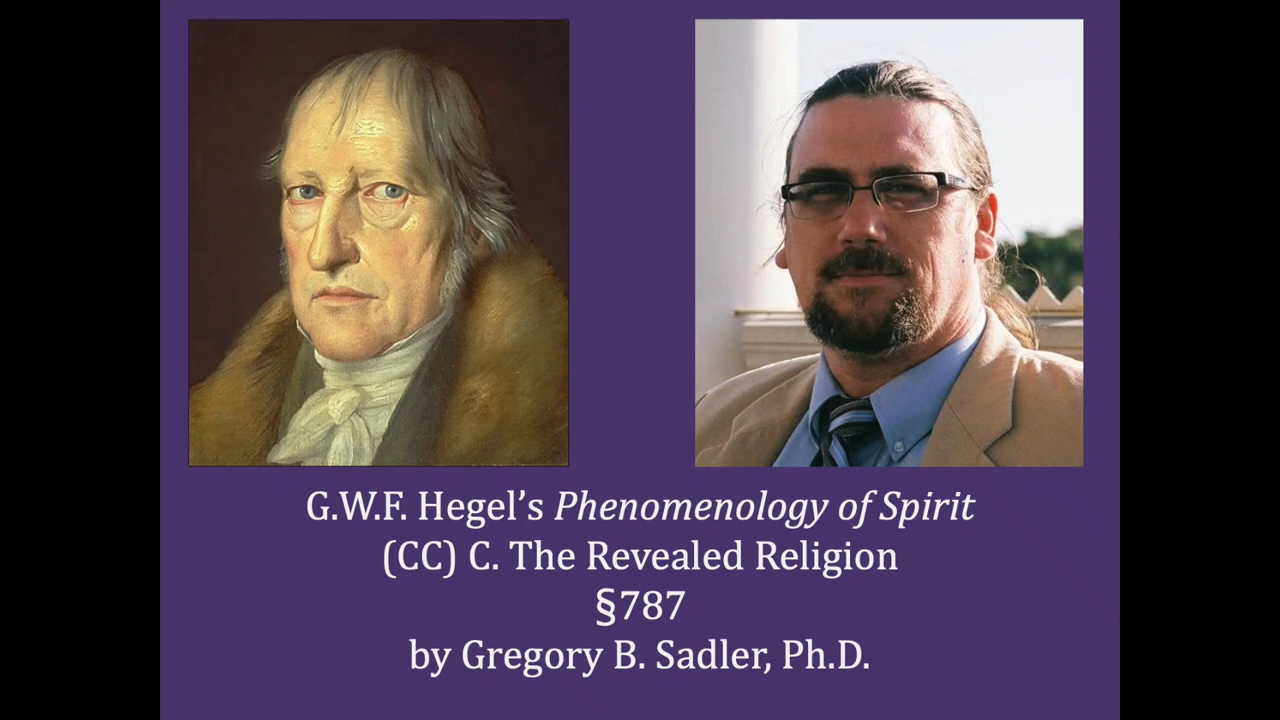 G.W.F. Hegel’s Phenomenology of Spirit
(CC) C. The Revealed Religion
§787
by Gregory B. Sadler, Ph.D.